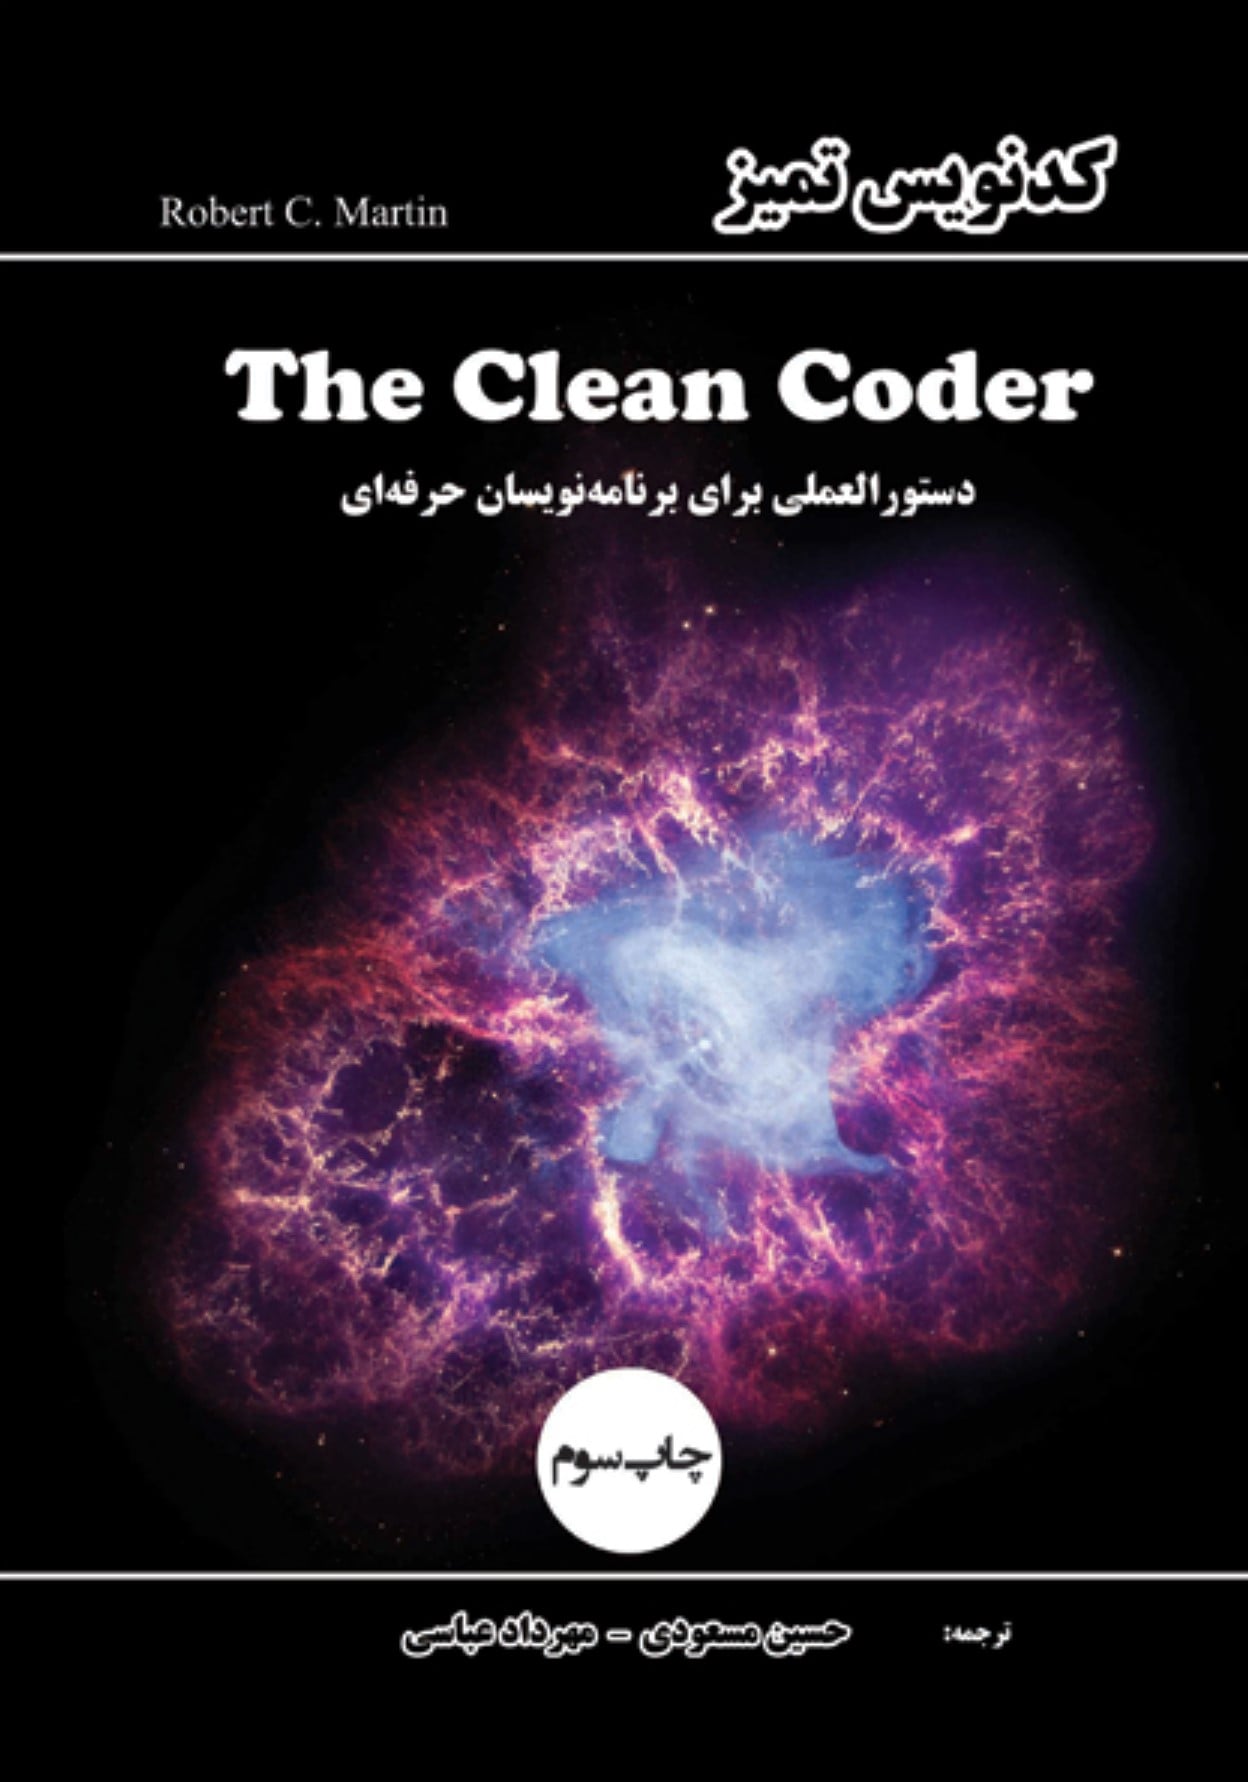 کدنویس تمیز
Robert C. Martin
The Clean Coder
دستورالعملی برای برنامه‌نویسان حرفه‌ای
چاپ سوم
ترجمه: حسین مسعودی - مهرداد عباسی